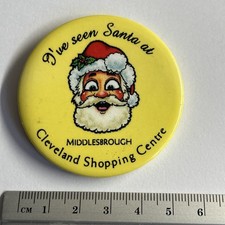 I've seen Santa at
MIDDLESBROUGH
Cleveland Shopping Centre
CM 1 2 3 4 5 6